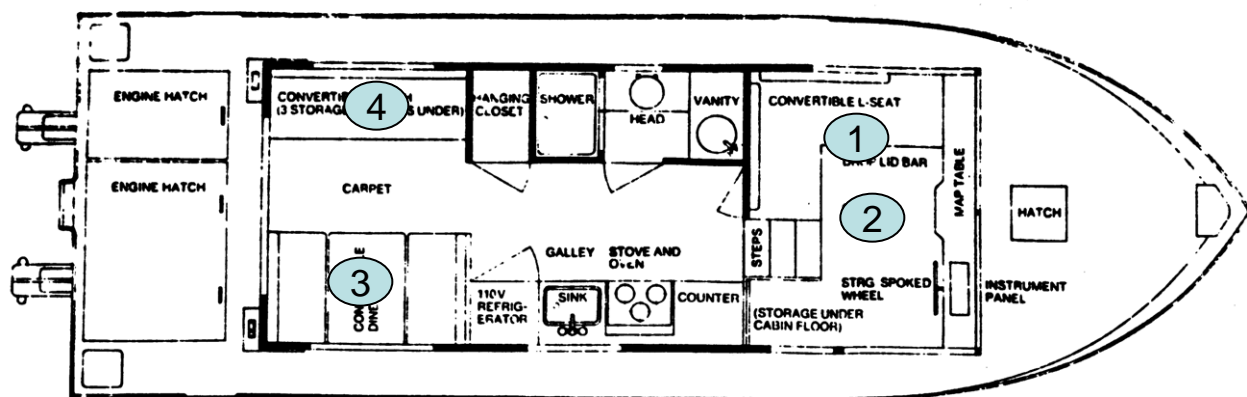 ENGINE HATCH
ENGINE HATCH
CONVERTIBLE
4
(3 STORAGE UNDER)
CARPET
3
HANGING
CLOSET
SHOWER
HEAD
VANITY
GALLEY STOVE AND
OVEN
110V
REFRIG-
ERATOR
SINK
COUNTER
STEPS
CONVERTIBLE L-SEAT
1
LID BAR
2
STRG SPOKED
WHEEL
(STORAGE UNDER
CABIN FLOOR)
MAP TABLE
INSTRUMENT
PANEL
HATCH